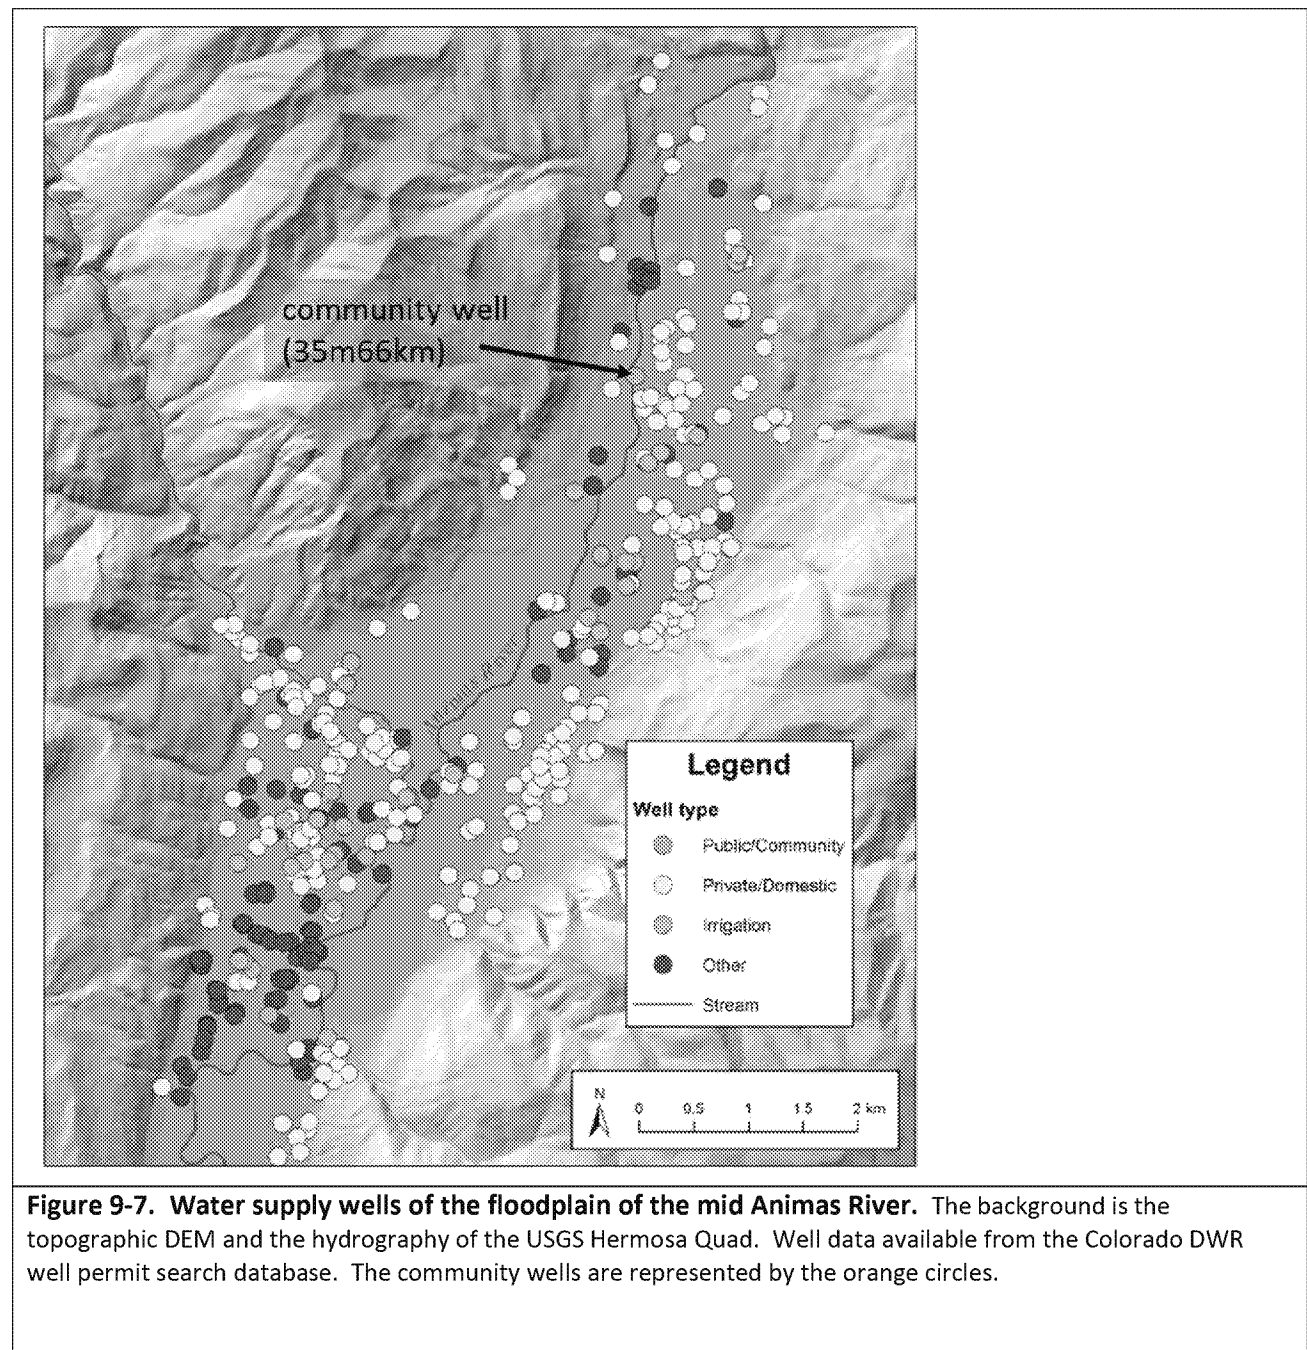 community well
(35m66km)
Animas River
Legend
Well type
Public/Community
Private/Domestic
Irrigation
Other
Stream
N
0 0.5 1 1.5 2 km
Figure 9-7. Water supply wells of the floodplain of the mid Animas River. The background is the
topographic DEM and the hydrography of the USGS Hermosa Quad. Well data available from the Colorado DWR
well permit search database. The community wells are represented by the orange circles.